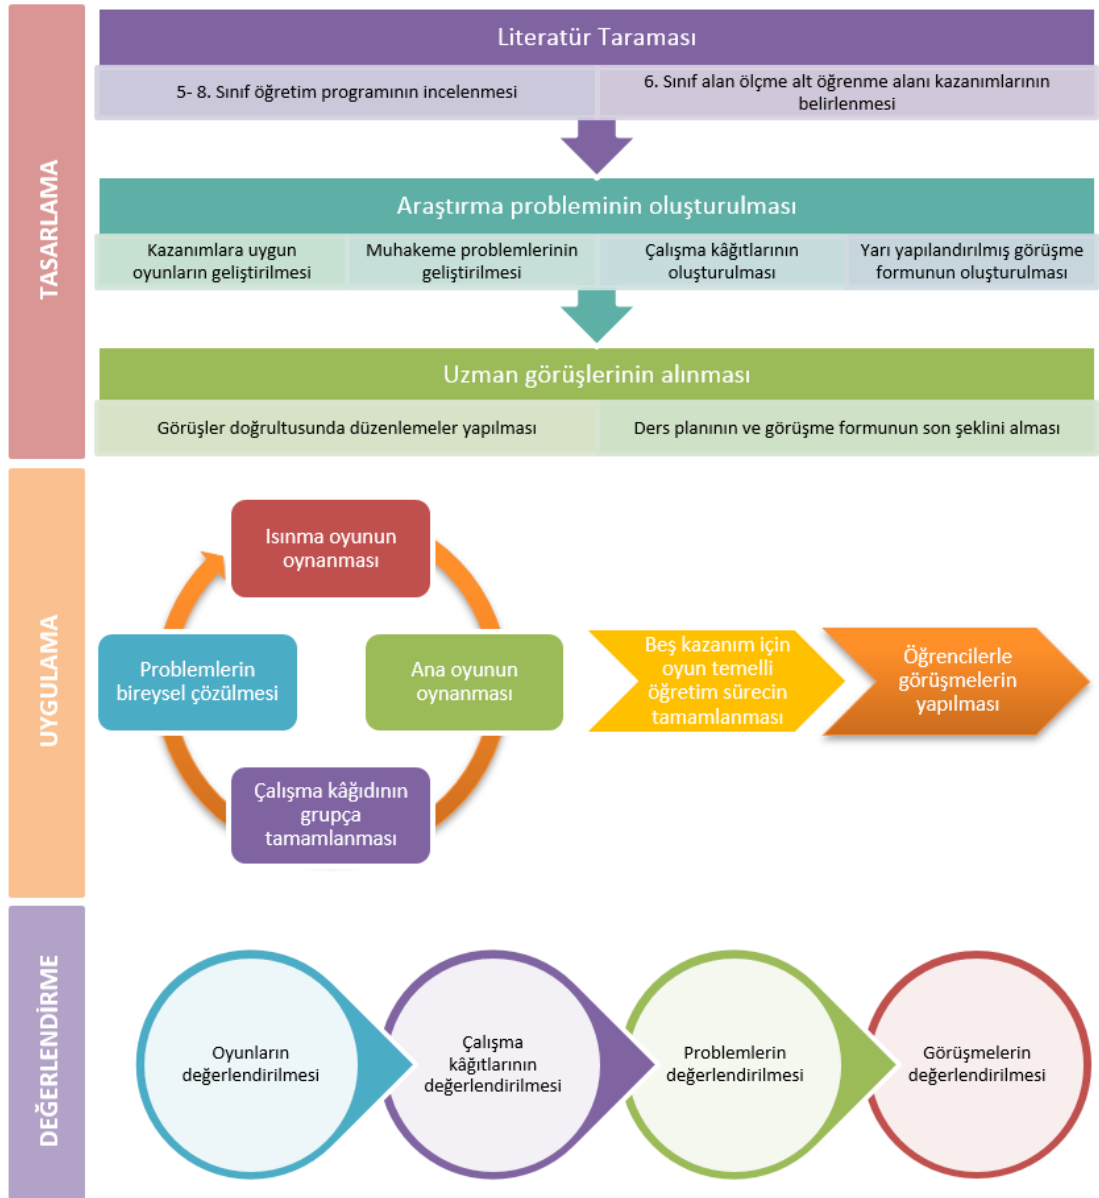 TASARLAMA
Literatür Taraması
5- 8. Sınıf öğretim programının incelenmesi
6. Sınıf alan ölçme alt öğrenme alanı kazanımlarının
belirlenmesi
Araştırma probleminin oluşturulması
Kazanımlara uygun
oyunların geliştirilmesi
Muhakeme problemlerinin
geliştirilmesi
Çalışma kâğıtlarının
oluşturulması
Yarı yapılandırılmış görüşme
formunun oluşturulması
Uzman görüşlerinin alınması
Görüşler doğrultusunda düzenlemeler yapılması
Ders planının ve görüşme formunun son şeklini alması
UYGULAMA
Isınma oyunun
oynanması
Ana oyunun
oynanması
Çalışma kâğıdının
grupça
tamamlanması
Problemlerin
bireysel çözülmesi
Beş kazanım için
oyun temelli
öğretim sürecin
tamamlanması
Öğrencilerle
görüşmelerin
yapılması
DEĞERLENDİRME
Oyunların
değerlendirilmesi
Çalışma
kâğıtlarının
değerlendirilmesi
Problemlerin
değerlendirilmesi
Görüşmelerin
değerlendirilmesi